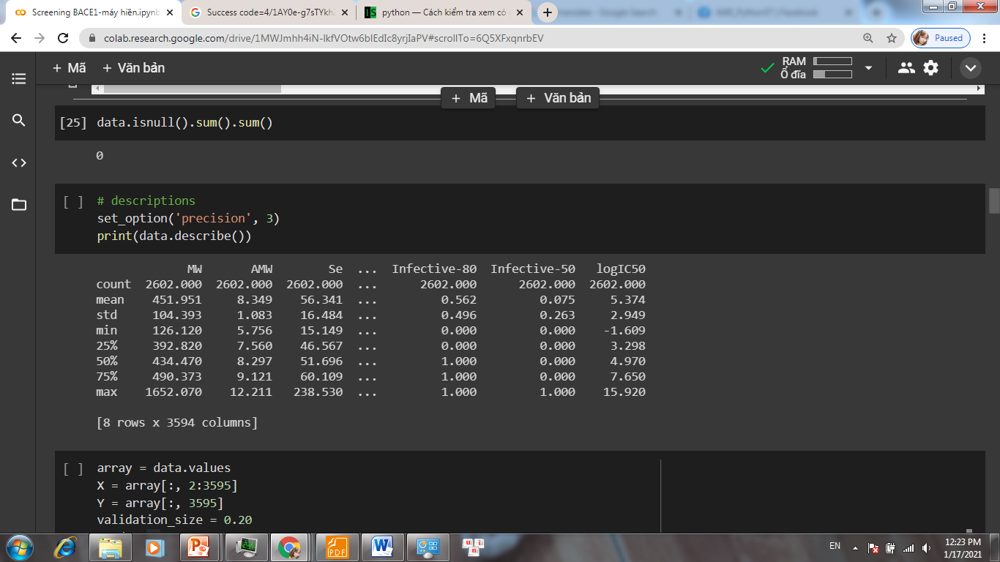 Screening BACE1-máy hiền.ipynb
Success code=4/1AY0e-g7sTYkh
python — Cách kiểm tra xem có
colab.research.google.com/drive/1MWJmhh4iN-lkfVOtw6blEdIc8yrjIaPV#scrollTo=6Q5XFxqnrbEV
Paused
+ Mã + Văn bản
RAM
Ổ đĩa
+ Mã + Văn bản
[25] data.isnull().sum().sum()
0
[ ] # descriptions
set_option('precision', 3)
print(data.describe())
MW AMW Se ... Infective-80 Infective-50 logIC50
count 2602.000 2602.000 2602.000 ... 2602.000 2602.000 2602.000
mean 451.951 8.349 56.341 ... 0.562 0.075 5.374
std 104.393 1.083 16.484 ... 0.496 0.263 2.949
min 126.120 5.756 15.149 ... 0.000 0.000 -1.609
25% 392.820 7.560 46.567 ... 0.000 0.000 3.298
50% 434.470 8.297 51.696 ... 1.000 0.000 4.970
75% 490.373 9.121 60.109 ... 1.000 0.000 7.650
max 1652.070 12.211 238.530 ... 1.000 1.000 15.920
[8 rows x 3594 columns]
[ ] array = data.values
X = array[:, 2:3595]
Y = array[:, 3595]
validation_size = 0.20
EN
12:23 PM
1/17/2021